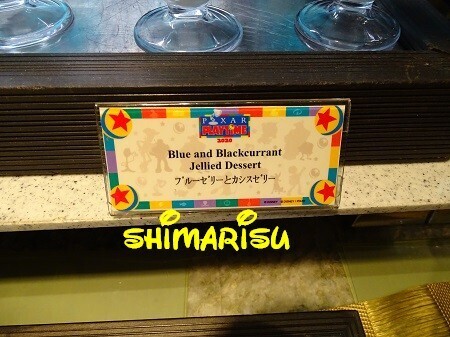 PIXAR
PLAYTIME
2020
Blue and Blackcurrant
Jellied Dessert
ブルーゼリーとカシスゼリー
SHIMARISU